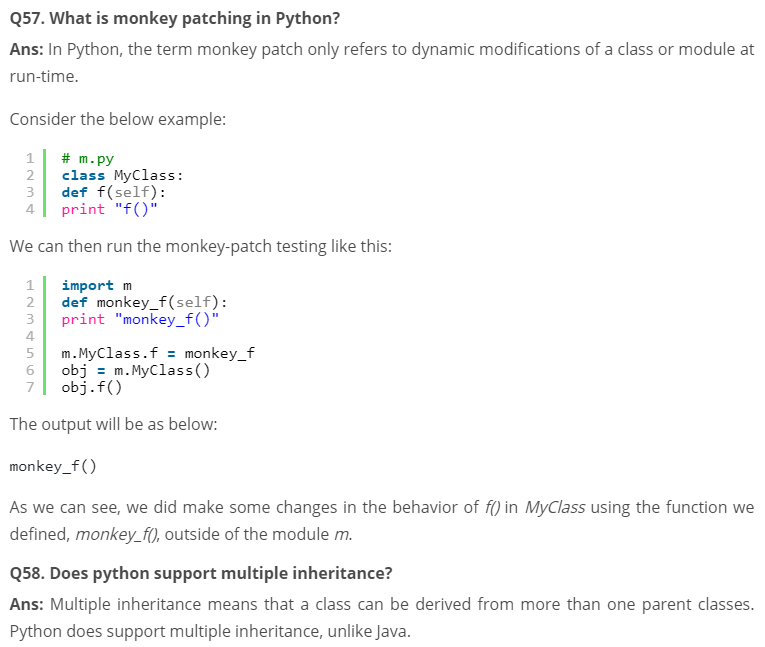 Q57. What is monkey patching in Python?
Ans: In Python, the term monkey patch only refers to dynamic modifications of a class or module at
run-time.
Consider the below example:
1 # m.py
2 class MyClass:
3 def f(self):
4 print "f()"
We can then run the monkey-patch testing like this:
1 import m
2 def monkey_f(self):
3 print "monkey_f()"
4
5 m.MyClass.f = monkey_f
6 obj = m.MyClass()
7 obj.f()
The output will be as below:
monkey_f()
As we can see, we did make some changes in the behavior of f() in MyClass using the function we
defined, monkey_f(), outside of the module m.
Q58. Does python support multiple inheritance?
Ans: Multiple inheritance means that a class can be derived from more than one parent classes.
Python does support multiple inheritance, unlike Java.